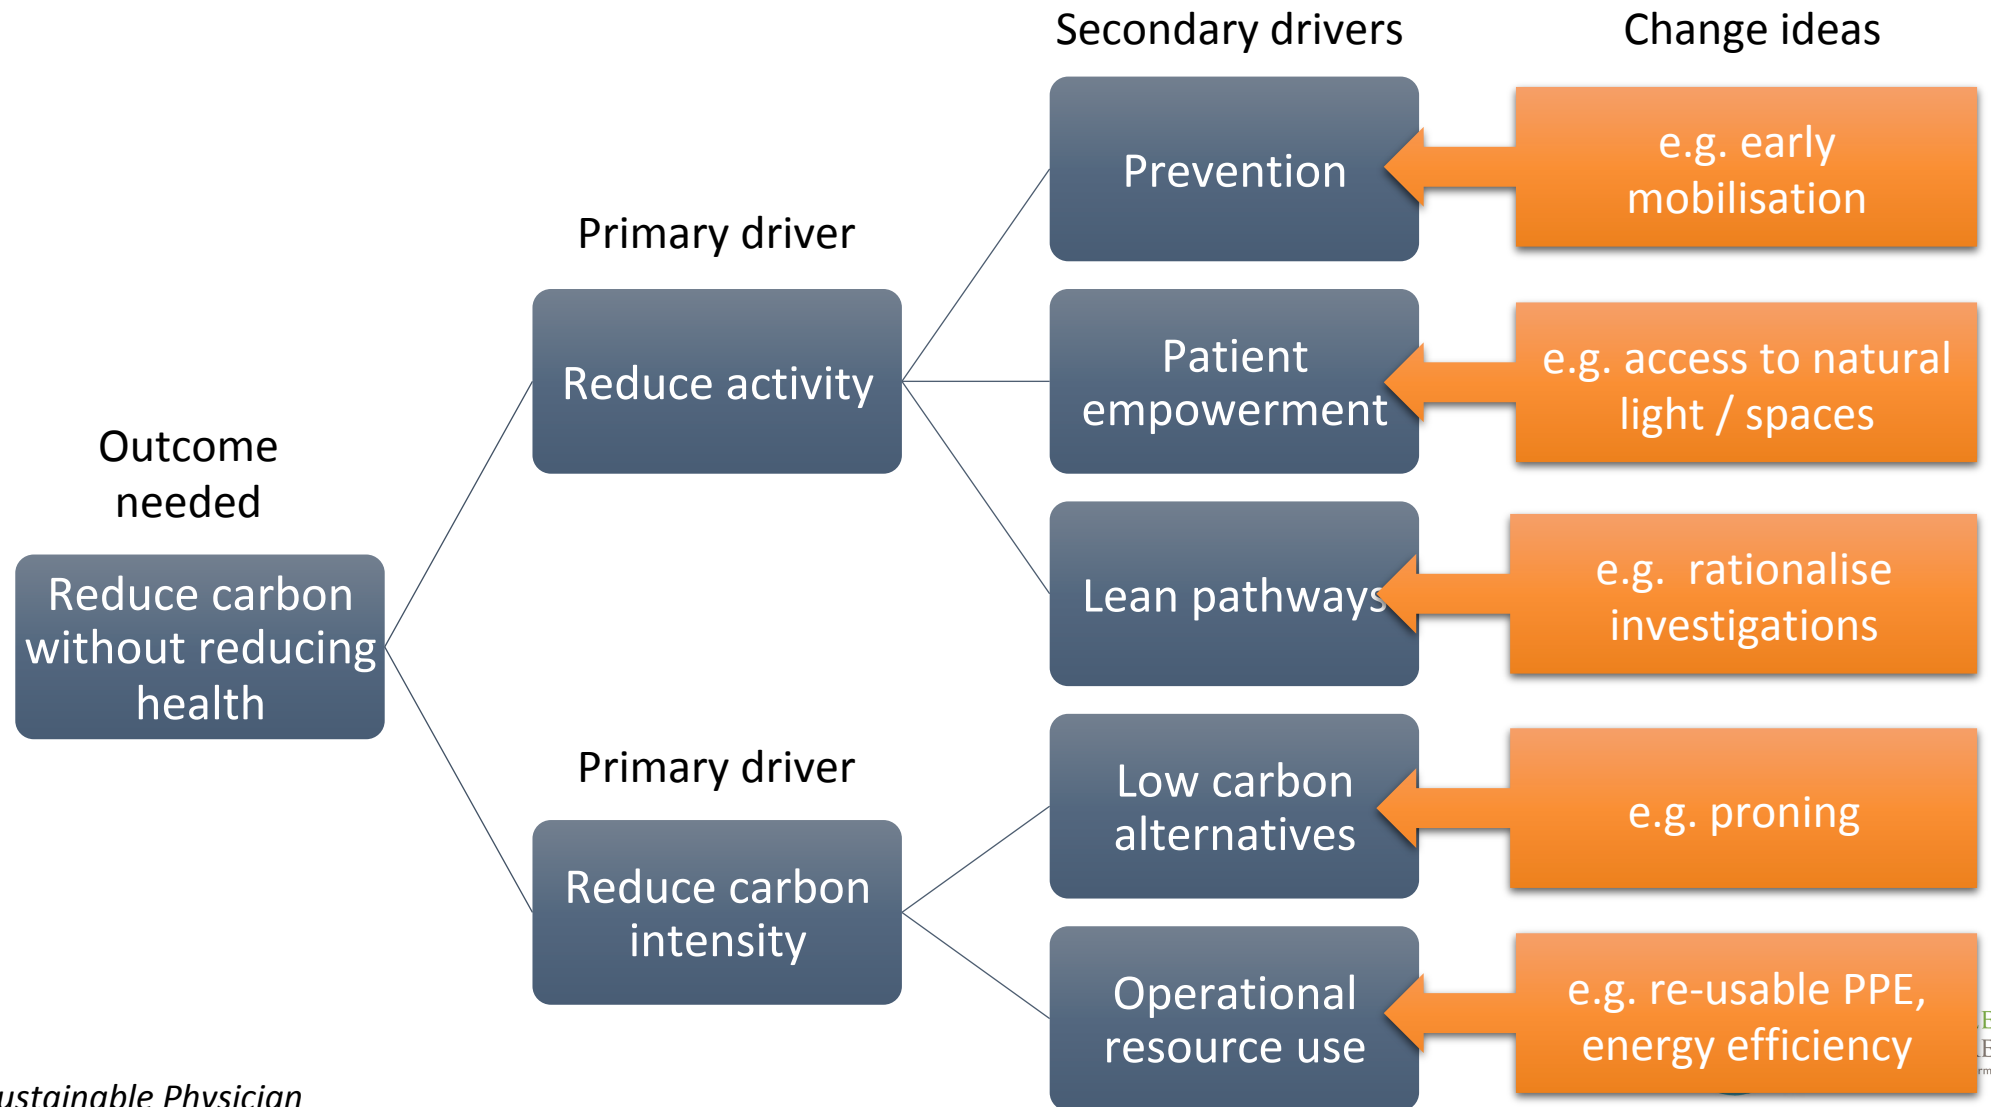 Secondary drivers
Change ideas
Prevention
e.g. early
mobilisation
Primary driver
Reduce activity
Patient
empowerment
e.g. access to natural
light / spaces
Outcome
needed
Reduce carbon
without reducing
health
Lean pathways
e.g. rationalise
investigations
Primary driver
Reduce carbon
intensity
Low carbon
alternatives
e.g. proning
Operational
resource use
e.g. re-usable PPE,
energy efficiency
ustainable Physician